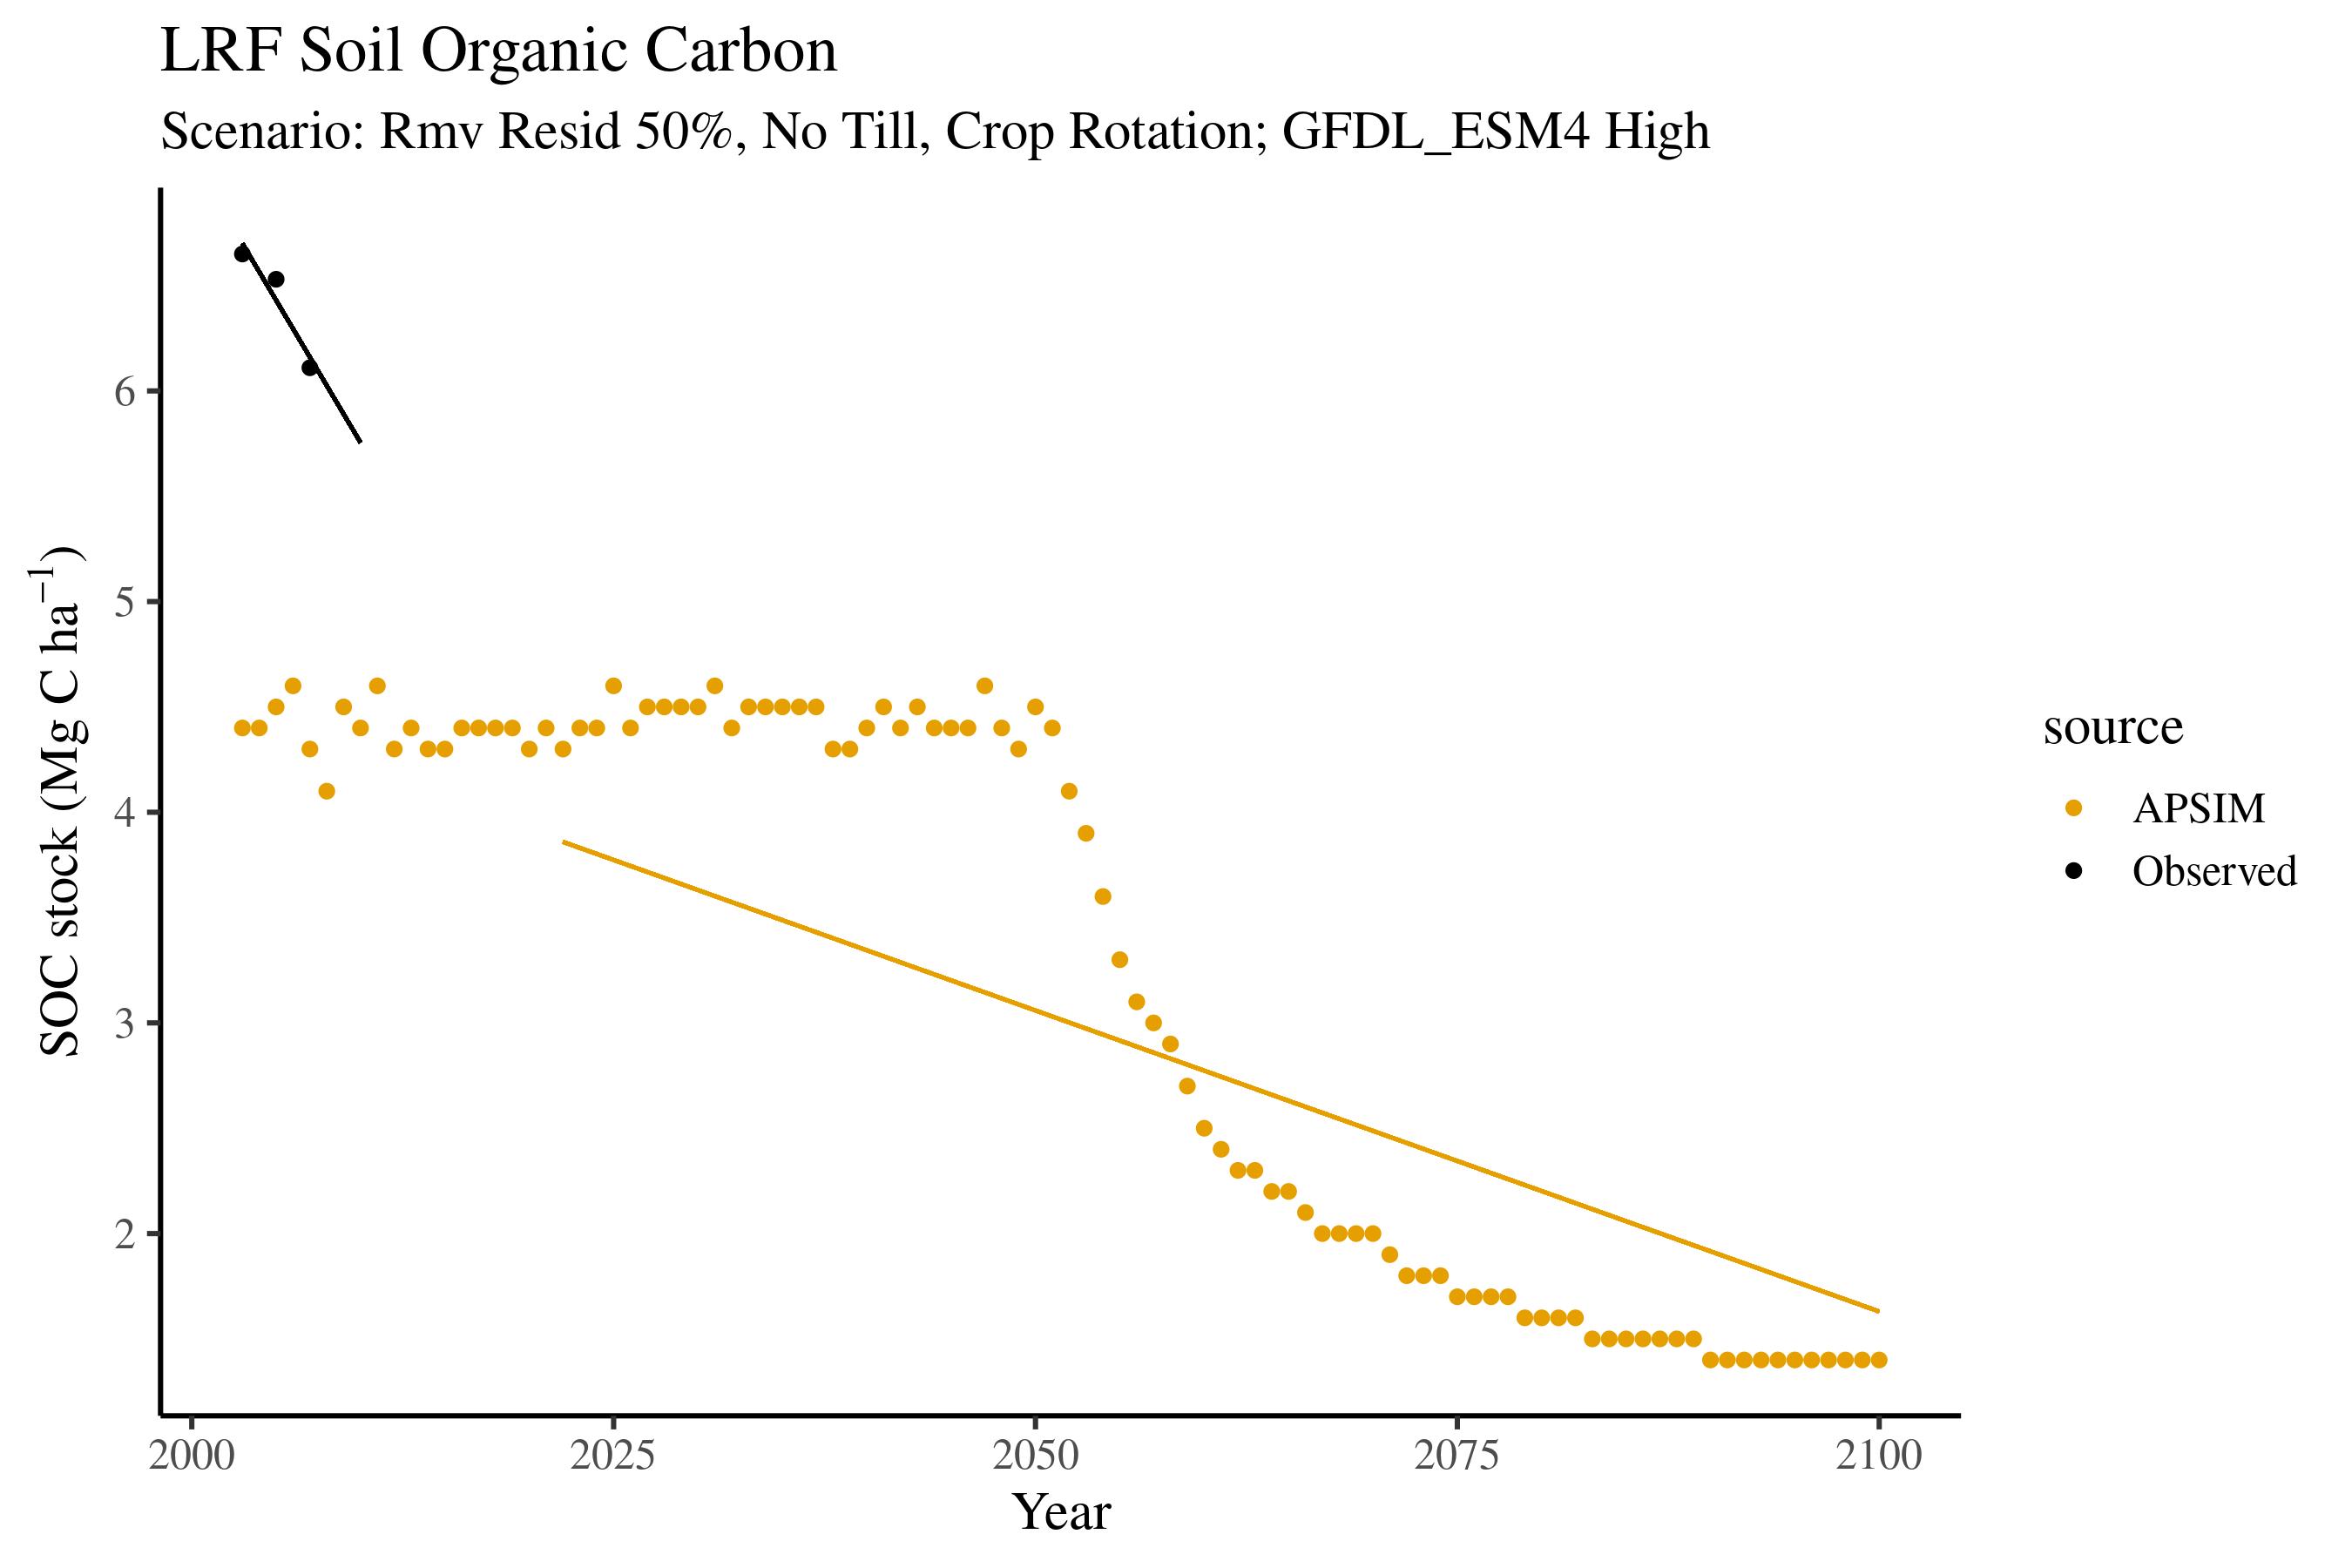 LRF Soil Organic Carbon
Scenario: Rmv Resid 50%, No Till, Crop Rotation; GFDL_ESM4 High
SOC stock (Mg C ha⁻¹)
6
5
4
3
2
2000
2025
2050
2075
2100
Year
source
APSIM
Observed